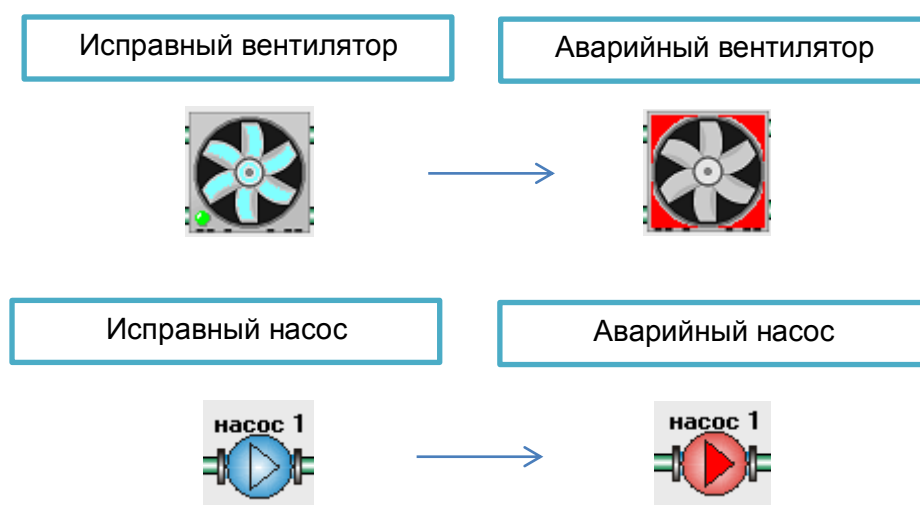 Исправный вентилятор
Аварийный вентилятор
Исправный насос
Аварийный насос
насос 1
насос 1